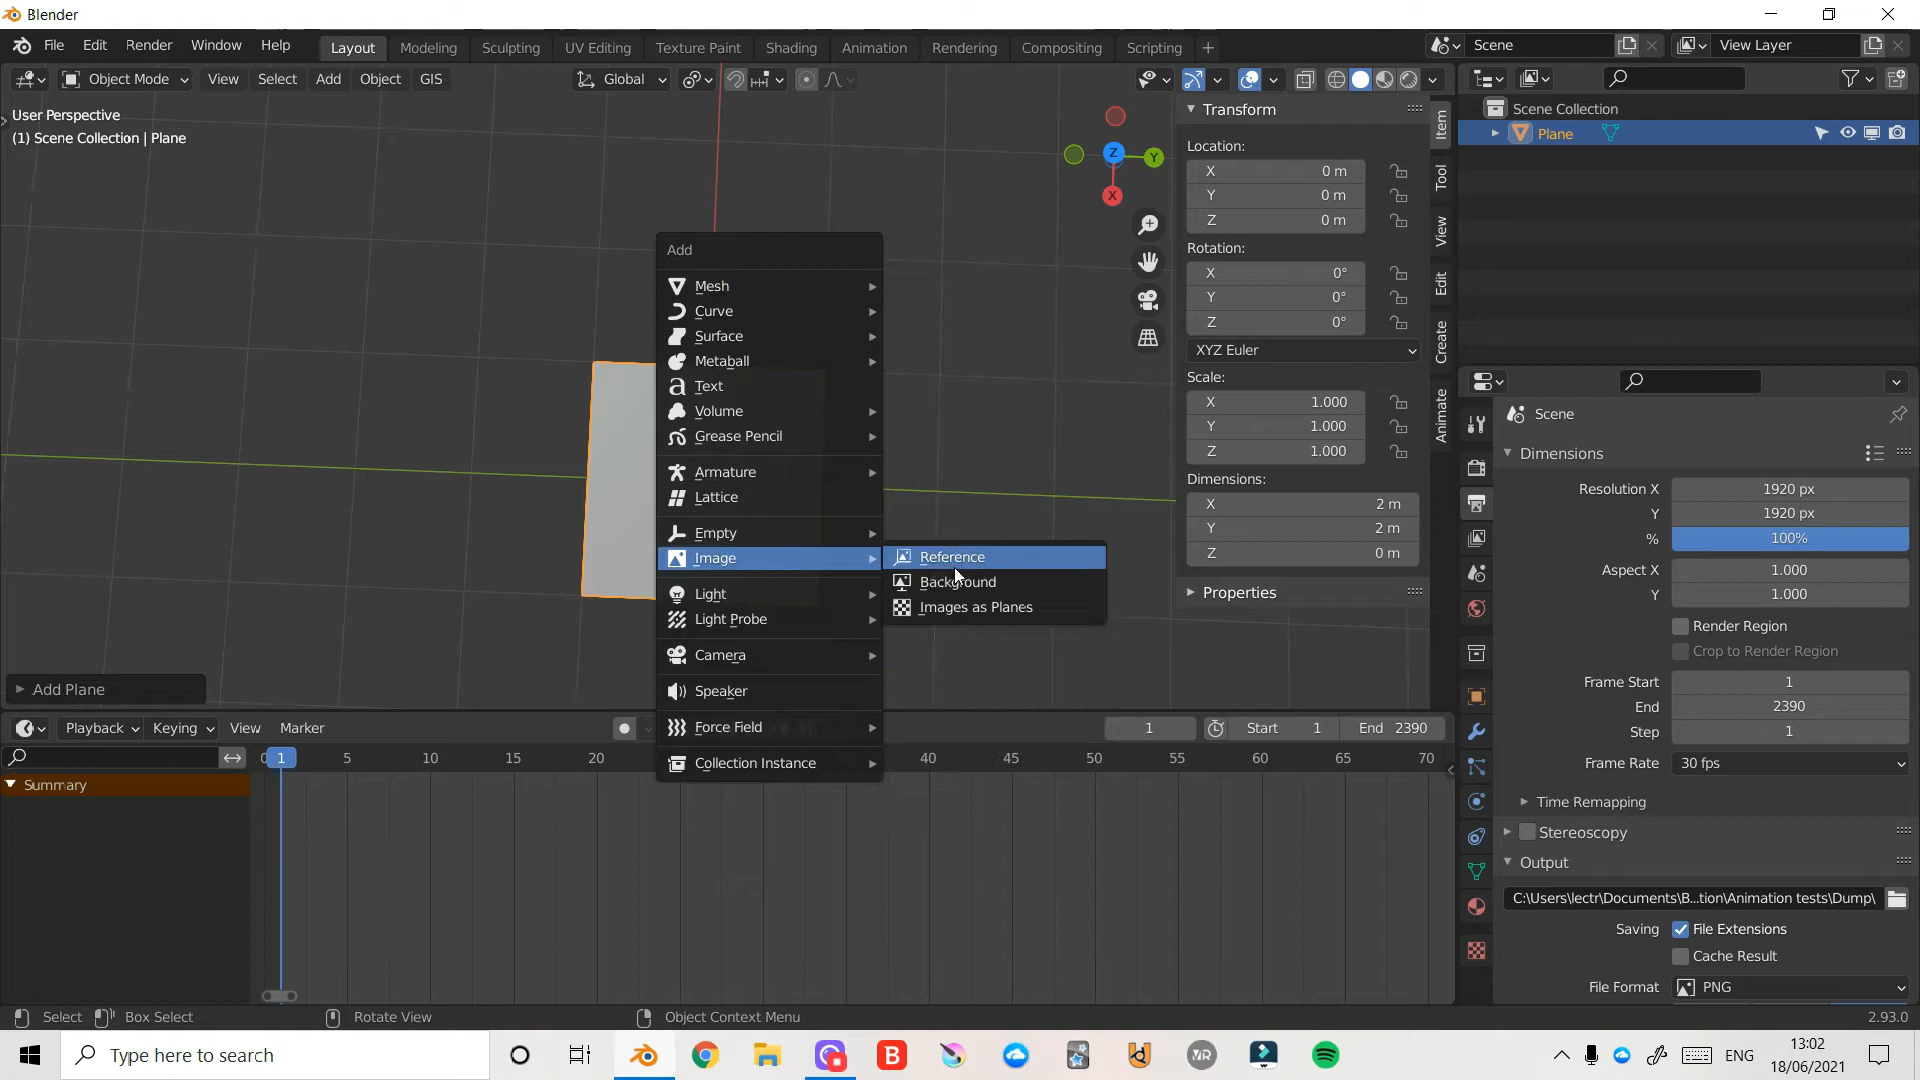 Blender
File Edit Render Window Help Layout Modeling Sculpting UV Editing Texture Paint Shading Animation Rendering Compositing Scripting + Scene View Layer
Object Mode View Select Add Object GIS Global
User Perspective
(1) Scene Collection | Plane
Z Y X
Add
Mesh
Curve
Surface
Metaball
Text
Volume
Grease Pencil
Armature
Lattice
Empty
Image
Light
Light Probe
Camera
Speaker
Force Field
Collection Instance
Reference
Background
Images as Planes
Add Plane
Transform
Location:
X 0 m
Y 0 m
Z 0 m
Rotation:
X 0°
Y 0°
Z 0°
XYZ Euler
Scale:
X 1.000
Y 1.000
Z 1.000
Dimensions:
X 2 m
Y 2 m
Z 0 m
Properties
Item
Tool
View
Edit
Create
Animate
Scene Collection
Plane
Scene
Dimensions
Resolution X 1920 px
Y 1920 px
% 100%
Aspect X 1.000
Y 1.000
Render Region
Crop to Render Region
Frame Start 1
End 2390
Step 1
Frame Rate 30 fps
Time Remapping
Stereoscopy
Output
C:\Users\lectr\Documents\B...tion\Animation tests\Dump\
Saving File Extensions
Cache Result
File Format PNG
Playback Keying View Marker 1 Start 1 End 2390
0 1 5 10 15 20 40 45 50 55 60 65 70
Summary
Select Box Select Rotate View Object Context Menu 2.93.0
Type here to search
ENG
13:02
18/06/2021